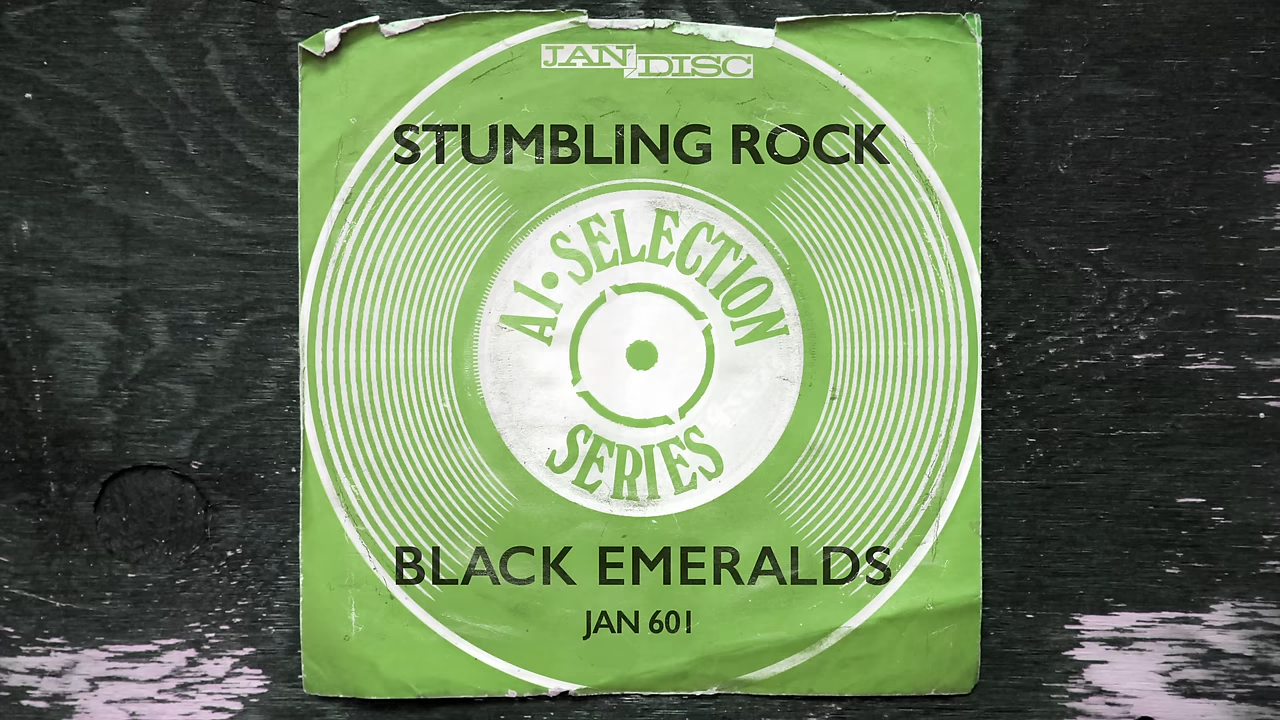 JAN DISC
STUMBLING ROCK
A1•SELECTION
SERIES
BLACK EMERALDS
JAN 601